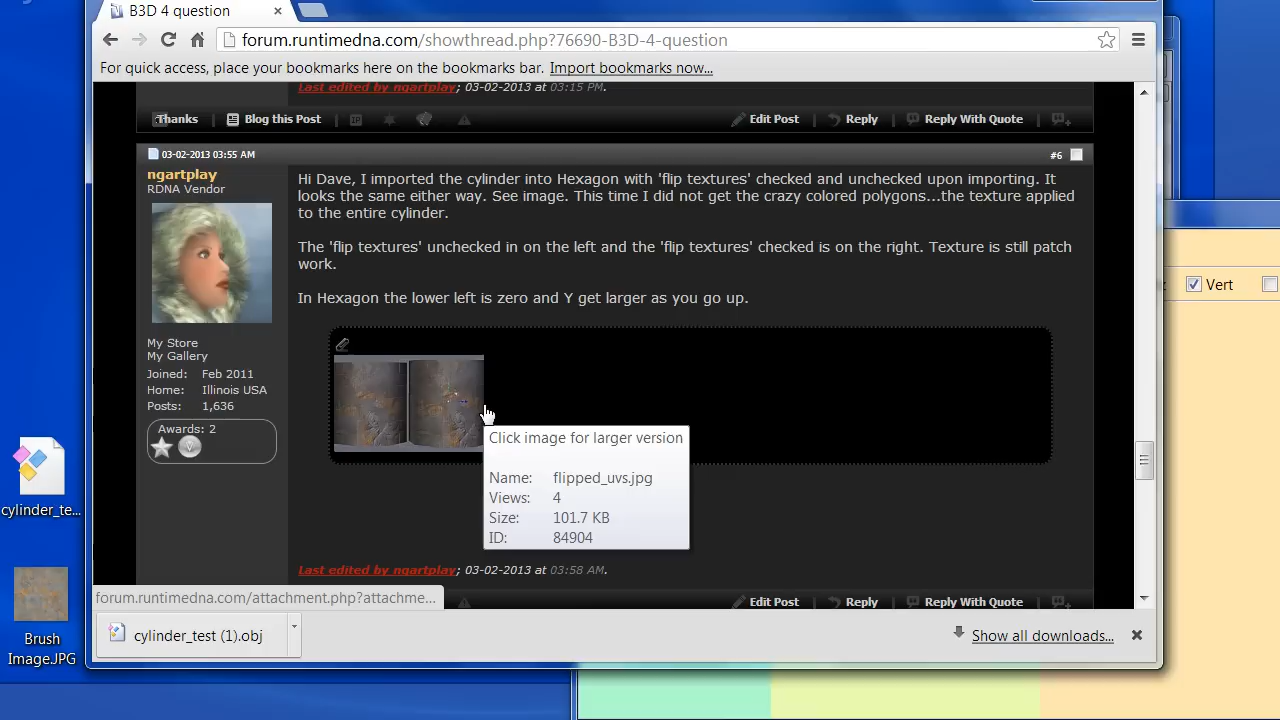 B3D 4 question
forum.runtimedna.com/showthread.php?76690-B3D-4-question
For quick access, place your bookmarks here on the bookmarks bar. Import bookmarks now...
Last edited by ngartplay; 03-02-2013 at 03:15 PM.
Thanks Blog this Post Edit Post Reply Reply With Quote
03-02-2013 03:55 AM #6
ngartplay
RDNA Vendor
My Store
My Gallery
Joined: Feb 2011
Home: Illinois USA
Posts: 1,636
Awards: 2
Hi Dave, I imported the cylinder into Hexagon with 'flip textures' checked and unchecked upon importing. It
looks the same either way. See image. This time I did not get the crazy colored polygons...the texture applied
to the entire cylinder.
The 'flip textures' unchecked in on the left and the 'flip textures' checked is on the right. Texture is still patch
work.
In Hexagon the lower left is zero and Y get larger as you go up.
Click image for larger version
Name: flipped_uvs.jpg
Views: 4
Size: 101.7 KB
ID: 84904
Last edited by ngartplay; 03-02-2013 at 03:58 AM.
Edit Post Reply Reply With Quote
forum.runtimedna.com/attachment.php?attachme...
cylinder_test (1).obj
Show all downloads...
Vert
cylinder_te...
Brush
Image.JPG